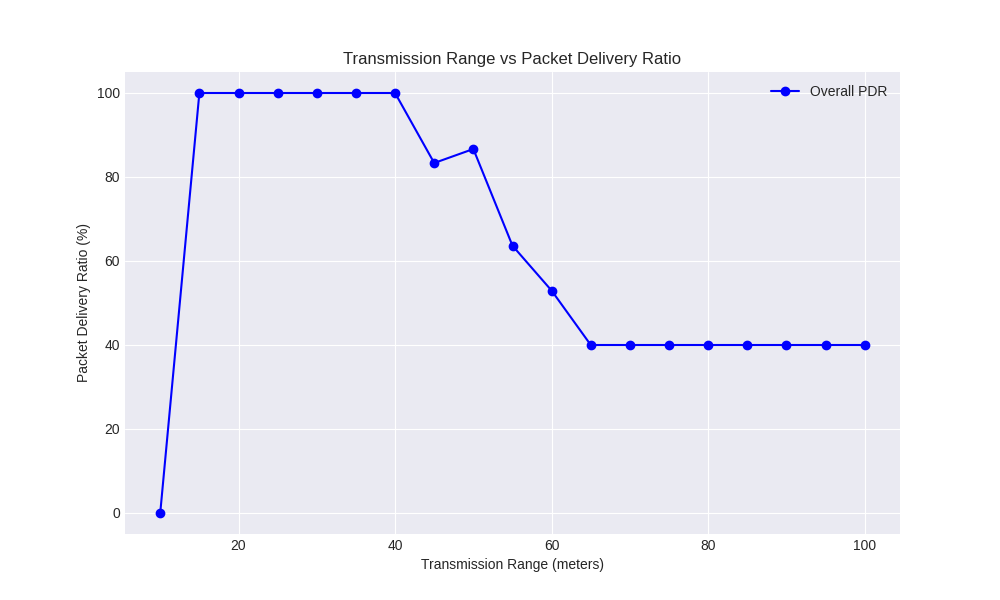 Transmission Range vs Packet Delivery Ratio
Overall PDR
Packet Delivery Ratio (%)
100
80
60
40
20
0
20 40 60 80 100
Transmission Range (meters)